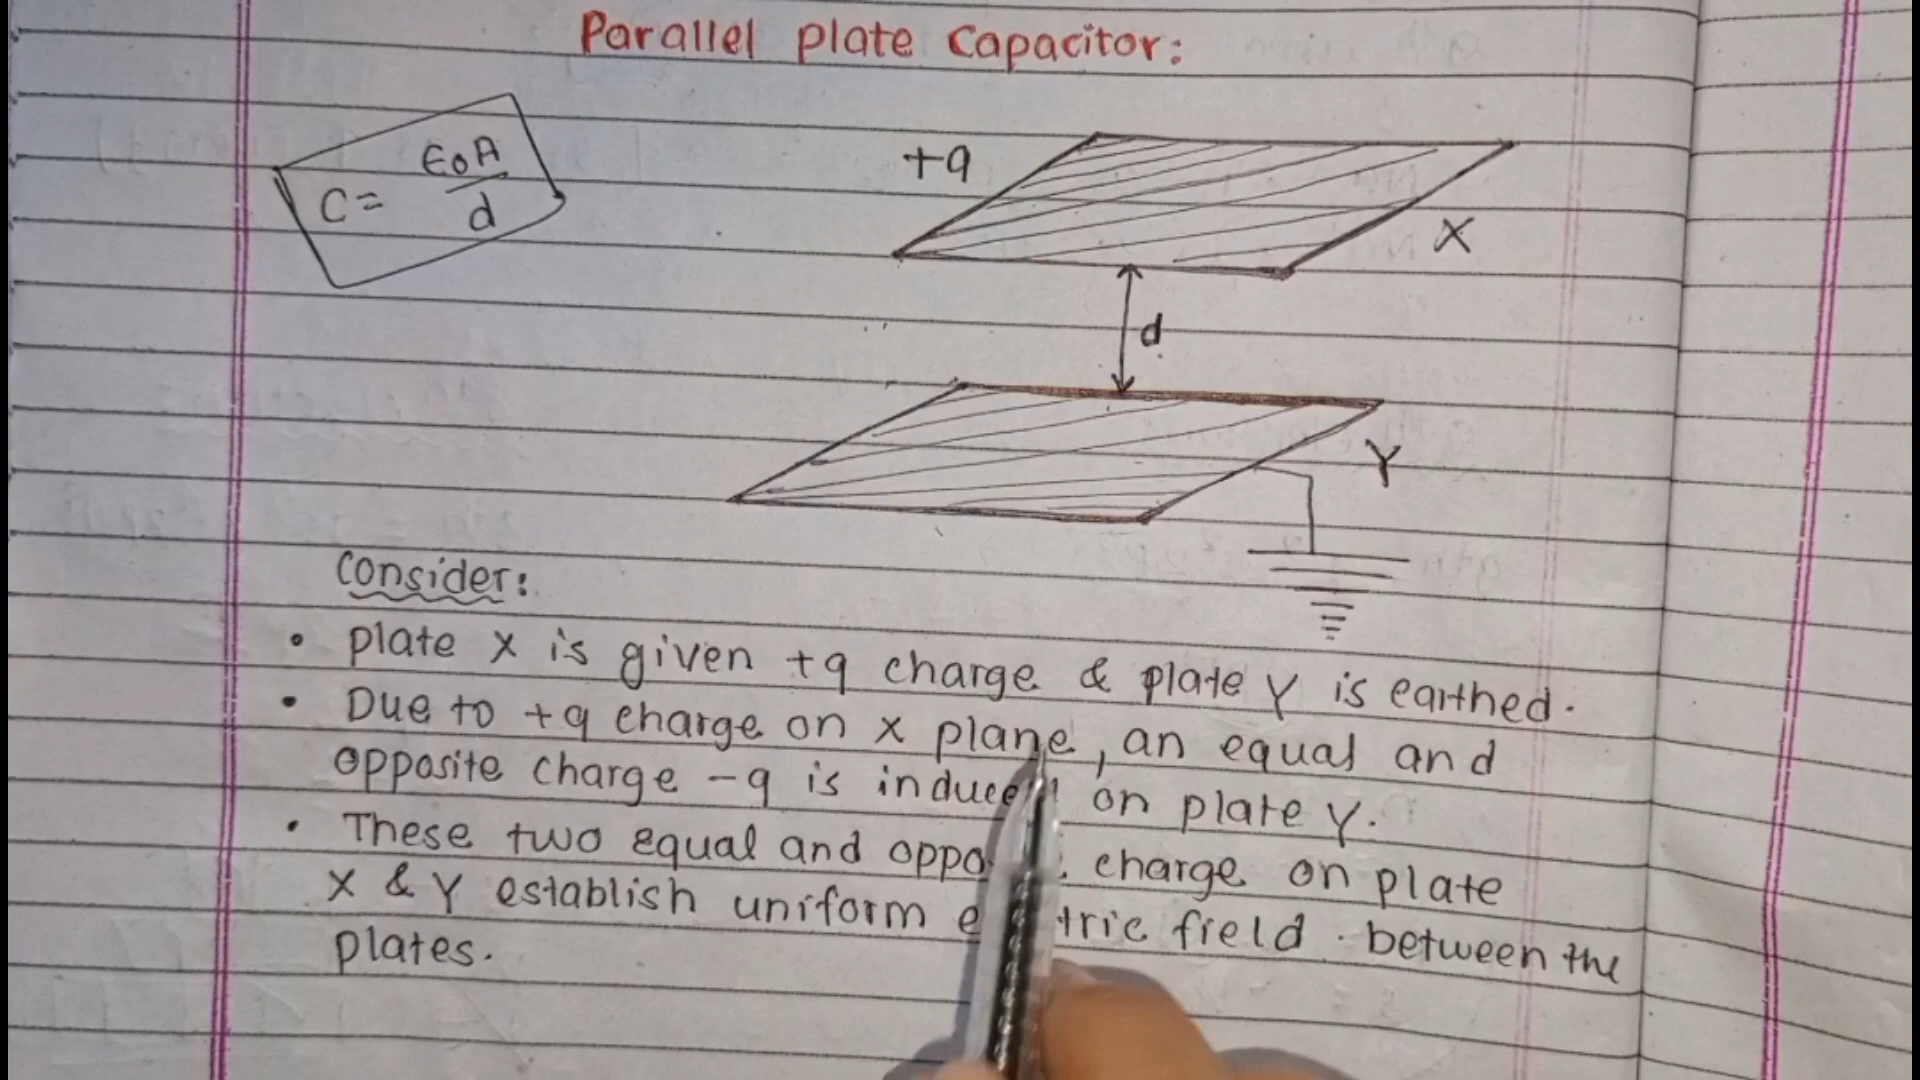 Parallel plate capacitor:
C = ε₀A / d
+q
X
d
Y
Consider:
• plate X is given +q charge & plate Y is earthed.
• Due to +q charge on x plane, an equal and
opposite charge -q is induced on plate y.
• These two equal and charge on plate
X & Y establish uniform field between the
plates.